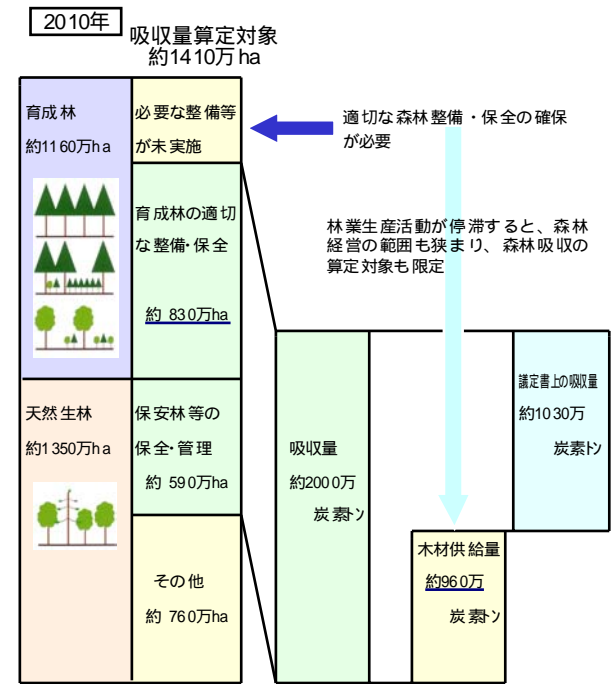 2010年
吸収量算定対象
約1410万ha
育成林
約1160万ha
必要な整備等
が未実施
適切な森林整備・保全の確保
が必要
育成林の適切
な整備・保全
約 830万ha
林業生産活動が停滞すると、森林
経営の範囲も狭まり、森林吸収の
算定対象も限定
天然生林
約1350万ha
保安林等の
保全・管理
約 590万ha
その他
約 760万ha
吸収量
約2000万
炭素トン
木材供給量
約960万
炭素トン
議定書上の吸収量
約1030万
炭素トン